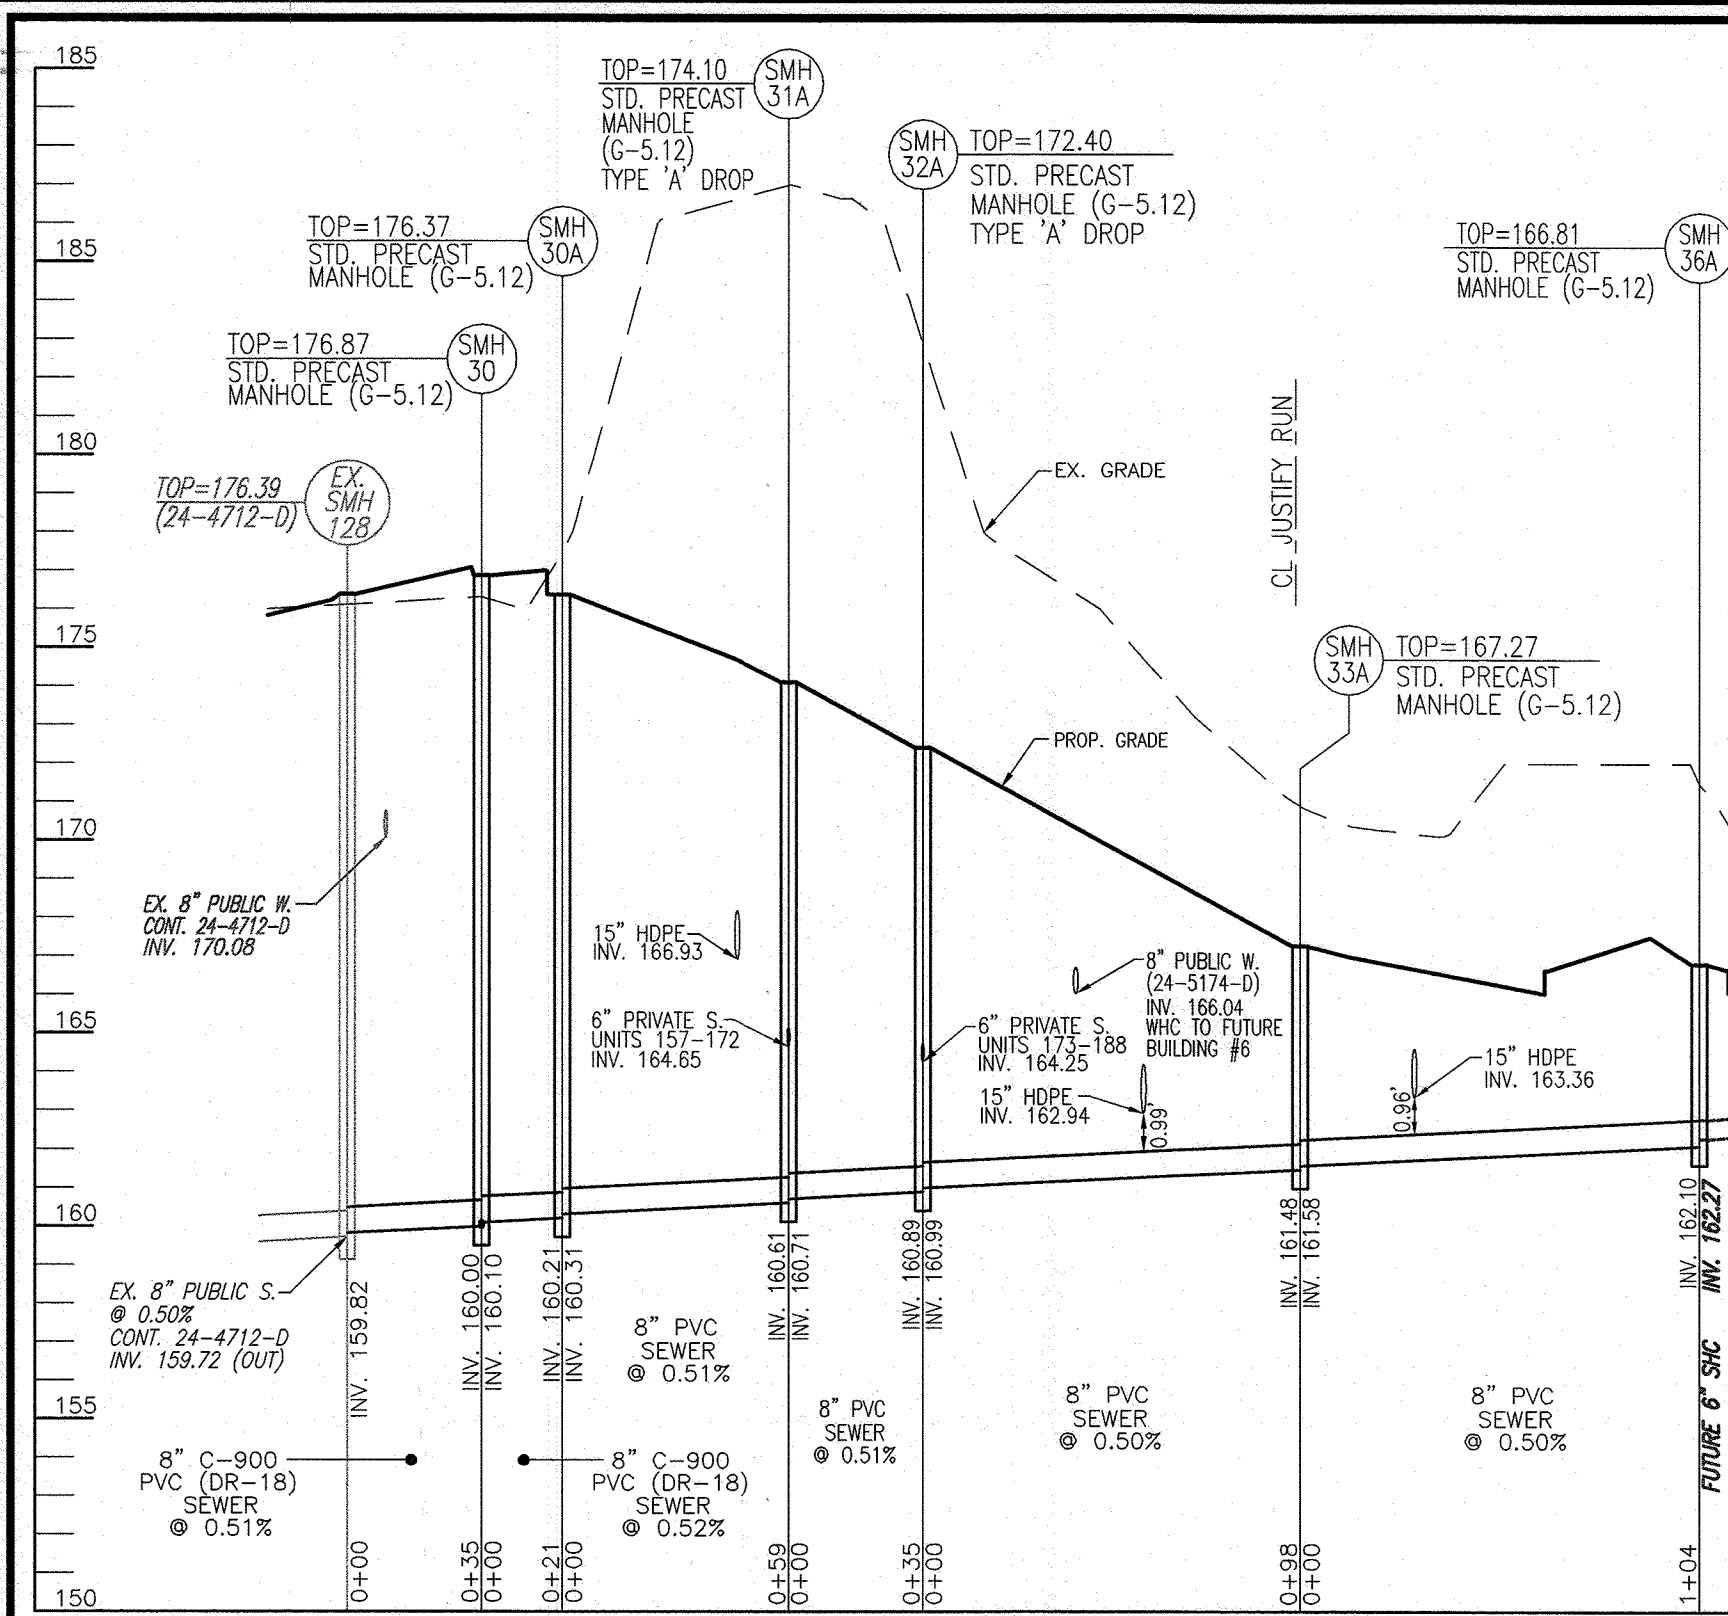 185
185
180
175
170
165
160
155
150
TOP=174.10
STD. PRECAST
MANHOLE
(G-5.12)
TYPE 'A' DROP
SMH
31A
SMH
32A
TOP=172.40
STD. PRECAST
MANHOLE (G-5.12)
TYPE 'A' DROP
TOP=176.37
STD. PRECAST
MANHOLE (G-5.12)
SMH
30A
TOP=166.81
STD. PRECAST
MANHOLE (G-5.12)
SMH
36A
TOP=176.87
STD. PRECAST
MANHOLE (G-5.12)
SMH
30
TOP=176.39
(24-4712-D)
EX.
SMH
128
EX. GRADE
CL JUSTIFY RUN
SMH
33A
TOP=167.27
STD. PRECAST
MANHOLE (G-5.12)
PROP. GRADE
EX. 8" PUBLIC W.
CONT. 24-4712-D
INV. 170.08
15" HDPE
INV. 166.93
6" PRIVATE S.
UNITS 157-172
INV. 164.65
6" PRIVATE S.
UNITS 173-188
INV. 164.25
8" PUBLIC W.
(24-5174-D)
INV. 166.04
WHC TO FUTURE
BUILDING #6
15" HDPE
INV. 162.94
0.99'
0.96'
15" HDPE
INV. 163.36
EX. 8" PUBLIC S.
@ 0.50%
CONT. 24-4712-D
INV. 159.72 (OUT)
INV. 159.82
INV. 160.00
INV. 160.10
INV. 160.21
INV. 160.31
INV. 160.61
INV. 160.71
INV. 160.89
INV. 160.99
INV. 161.48
INV. 161.58
INV. 162.10
FUTURE 6" SHC INV. 162.27
8" PVC
SEWER
@ 0.51%
8" PVC
SEWER
@ 0.51%
8" PVC
SEWER
@ 0.50%
8" PVC
SEWER
@ 0.50%
8" C-900
PVC (DR-18)
SEWER
@ 0.51%
8" C-900
PVC (DR-18)
SEWER
@ 0.52%
0+00
0+35
0+00
0+21
0+00
0+59
0+00
0+35
0+00
0+98
0+00
1+04